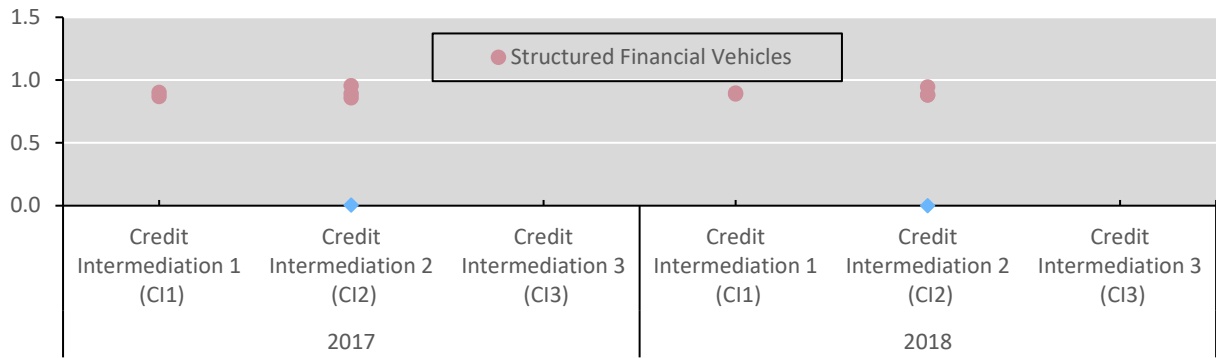 1.5
Structured Financial Vehicles
1.0
0.5
0.0
Credit Intermediation 1 (CI1)
Credit Intermediation 2 (CI2)
Credit Intermediation 3 (CI3)
Credit Intermediation 1 (CI1)
Credit Intermediation 2 (CI2)
Credit Intermediation 3 (CI3)
2017
2018